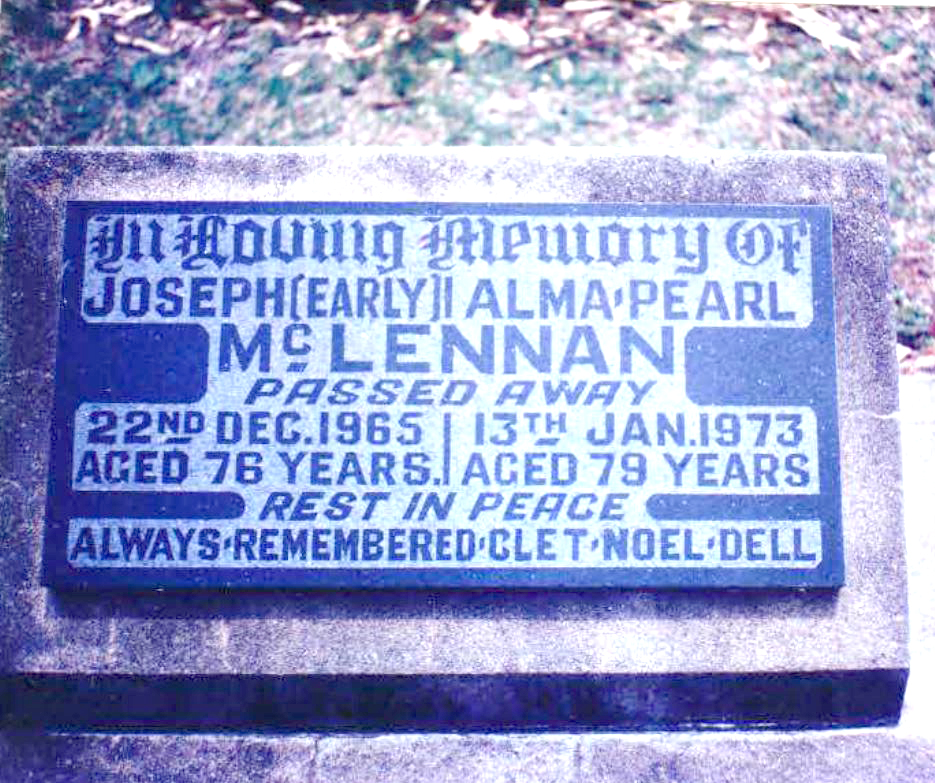 In Loving Memory Of
JOSEPH (EARLY) | ALMA·PEARL
McLENNAN
PASSED AWAY
22ND DEC. 1965 | 13TH JAN. 1973
AGED 76 YEARS. | AGED 79 YEARS
REST IN PEACE
ALWAYS·REMEMBERED·CLET·NOEL·DELL